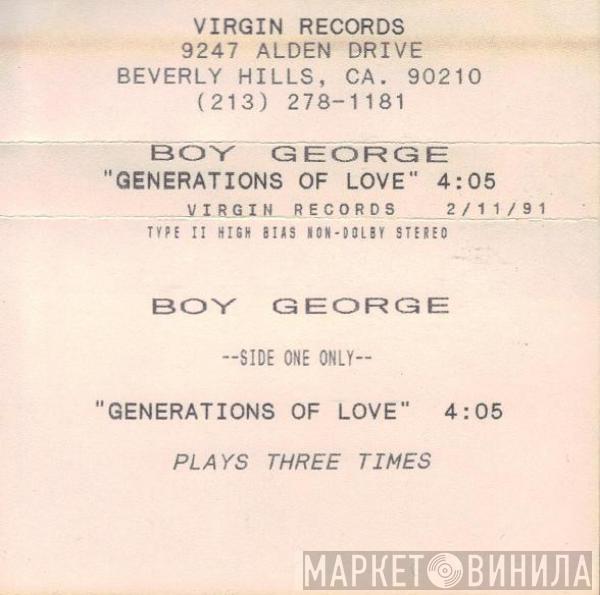 VIRGIN RECORDS
9247 ALDEN DRIVE
BEVERLY HILLS, CA. 90210
(213) 278-1181
BOY GEORGE
"GENERATIONS OF LOVE" 4:05
VIRGIN RECORDS 2/11/91
TYPE II HIGH BIAS NON-DOLBY STEREO
BOY GEORGE
--SIDE ONE ONLY--
"GENERATIONS OF LOVE" 4:05
PLAYS THREE TIMES
МАРКЕТ ВИНИЛА